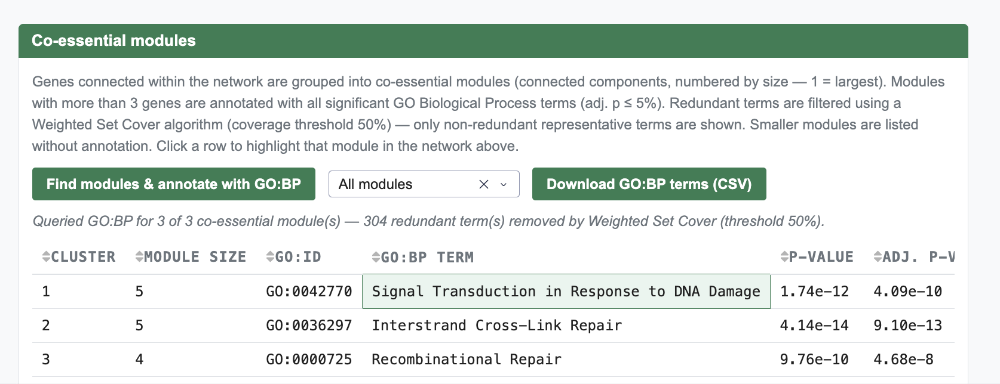 Co-essential modules
Genes connected within the network are grouped into co-essential modules (connected components, numbered by size — 1 = largest). Modules
with more than 3 genes are annotated with all significant GO Biological Process terms (adj. p ≤ 5%). Redundant terms are filtered using a
Weighted Set Cover algorithm (coverage threshold 50%) — only non-redundant representative terms are shown. Smaller modules are listed
without annotation. Click a row to highlight that module in the network above.
Find modules & annotate with GO:BP All modules Download GO:BP terms (CSV)
Queried GO:BP for 3 of 3 co-essential module(s) — 304 redundant term(s) removed by Weighted Set Cover (threshold 50%).
CLUSTER MODULE SIZE GO:ID GO:BP TERM P-VALUE ADJ. P-V
1 5 GO:0042770 Signal Transduction in Response to DNA Damage 1.74e-12 4.09e-10
2 5 GO:0036297 Interstrand Cross-Link Repair 4.14e-14 9.10e-13
3 4 GO:0000725 Recombinational Repair 9.76e-10 4.68e-8